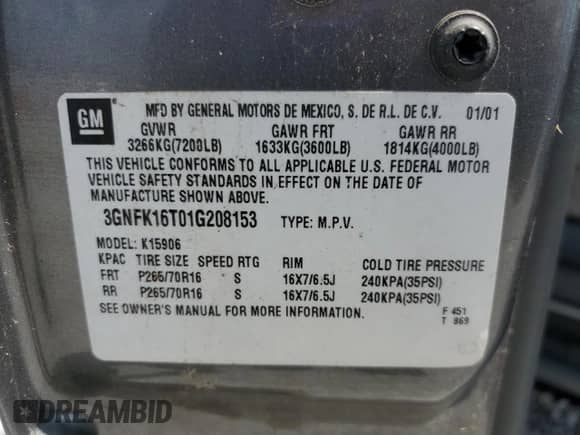 GM
MFD BY GENERAL MOTORS DE MEXICO, S. DE R.L. DE C.V. 01/01
GVWR GAWR FRT GAWR RR
3266KG(7200LB) 1633KG(3600LB) 1814KG(4000LB)
THIS VEHICLE CONFORMS TO ALL APPLICABLE U.S. FEDERAL MOTOR
VEHICLE SAFETY STANDARDS IN EFFECT ON THE DATE OF
MANUFACTURE SHOWN ABOVE.
3GNFK16T01G208153 TYPE: M.P.V.
MODEL: K15906
KPAC TIRE SIZE SPEED RTG RIM COLD TIRE PRESSURE
FRT P265/70R16 S 16X7/6.5J 240KPA(35PSI)
RR P265/70R16 S 16X7/6.5J 240KPA(35PSI)
SEE OWNER'S MANUAL FOR MORE INFORMATION.
F 451
T 869
DREAMBID